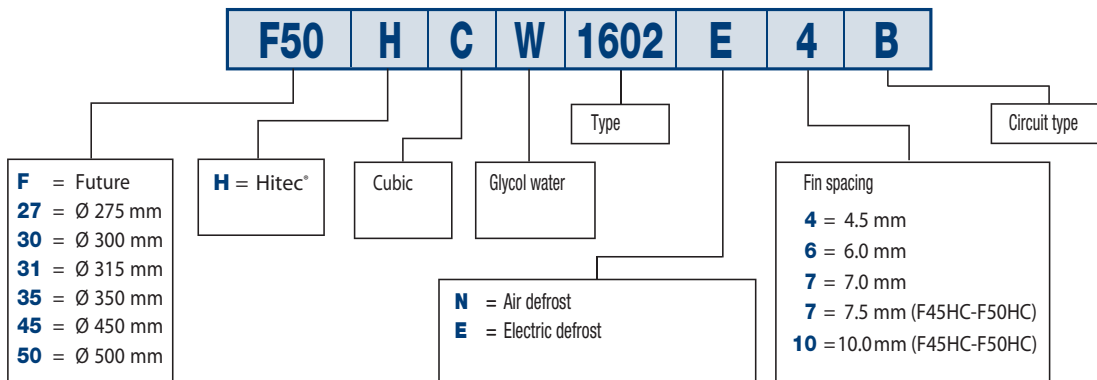 F50 H C W 1602 E 4 B
Type
Circuit type
F = Future
27 = Ø 275 mm
30 = Ø 300 mm
31 = Ø 315 mm
35 = Ø 350 mm
45 = Ø 450 mm
50 = Ø 500 mm
H = Hitec®
Cubic
Glycol water
N = Air defrost
E = Electric defrost
Fin spacing
4 = 4.5 mm
6 = 6.0 mm
7 = 7.0 mm
7 = 7.5 mm (F45HC-F50HC)
10 = 10.0 mm (F45HC-F50HC)